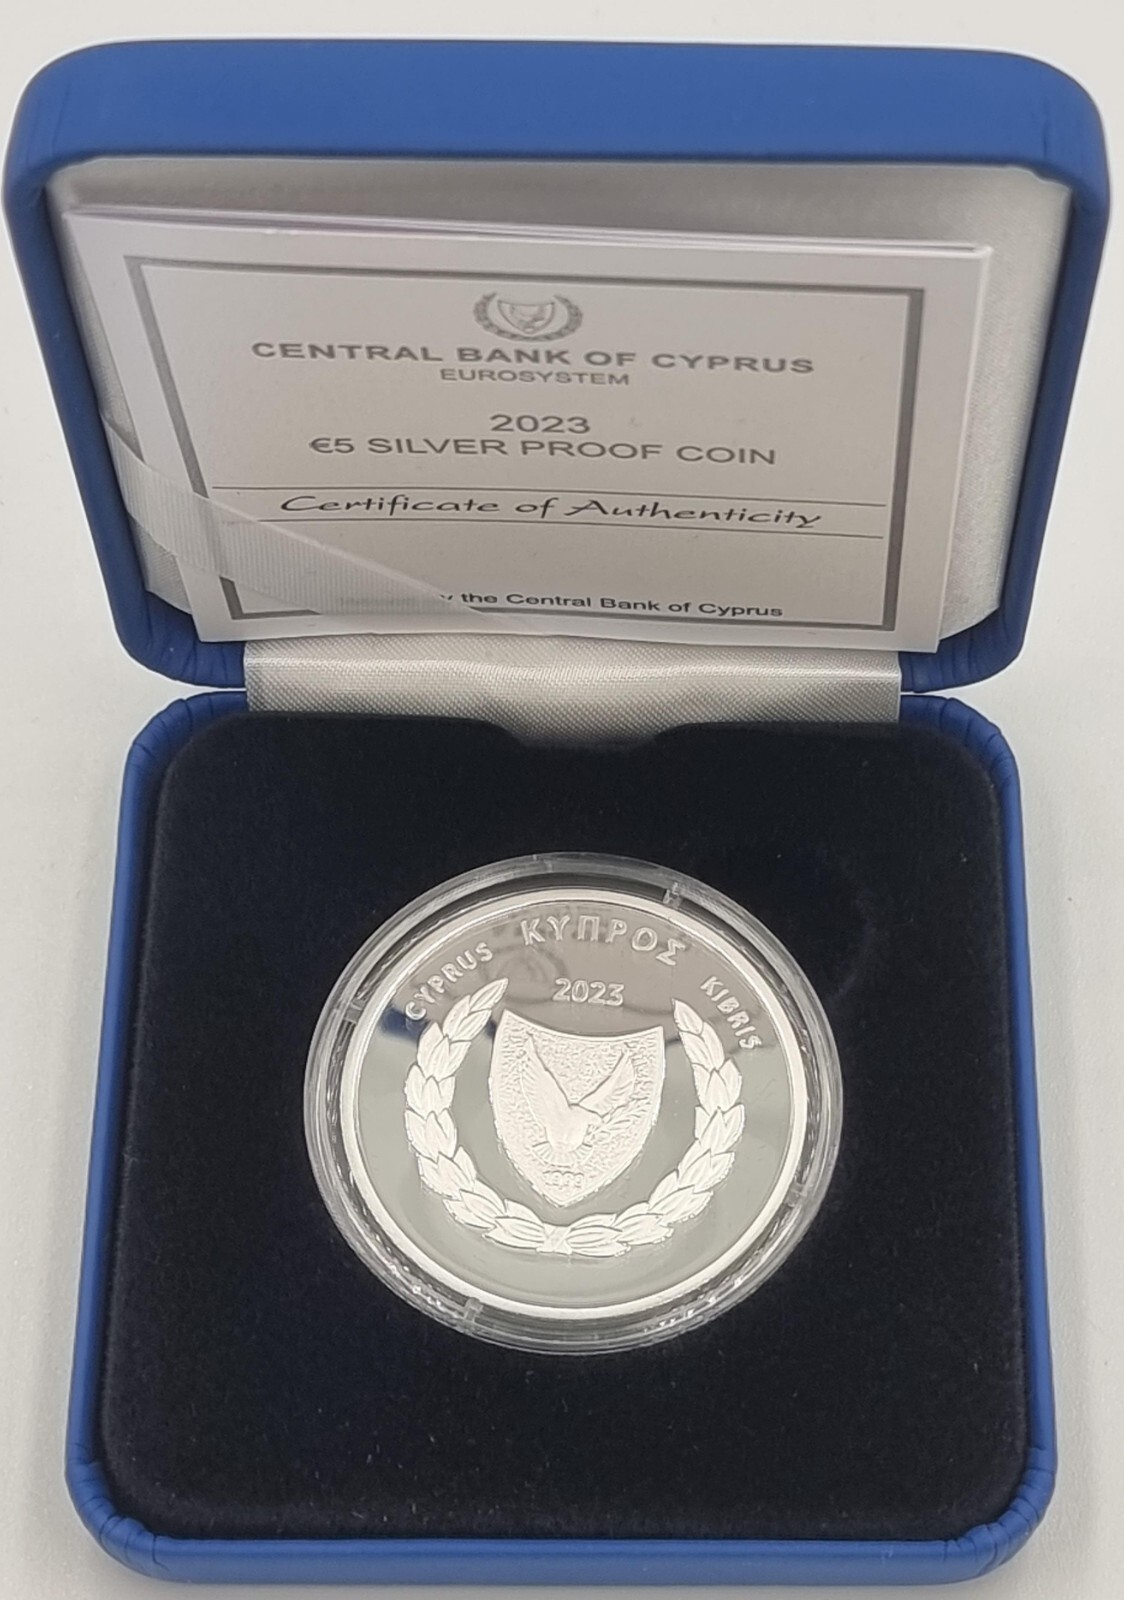 CENTRAL BANK OF CYPRUS
EUROSYSTEM
2023
€5 SILVER PROOF COIN
Certificate of Authenticity
the Central Bank of Cyprus
CYPRUS ΚΥΠΡΟΣ KIBRIS
2023